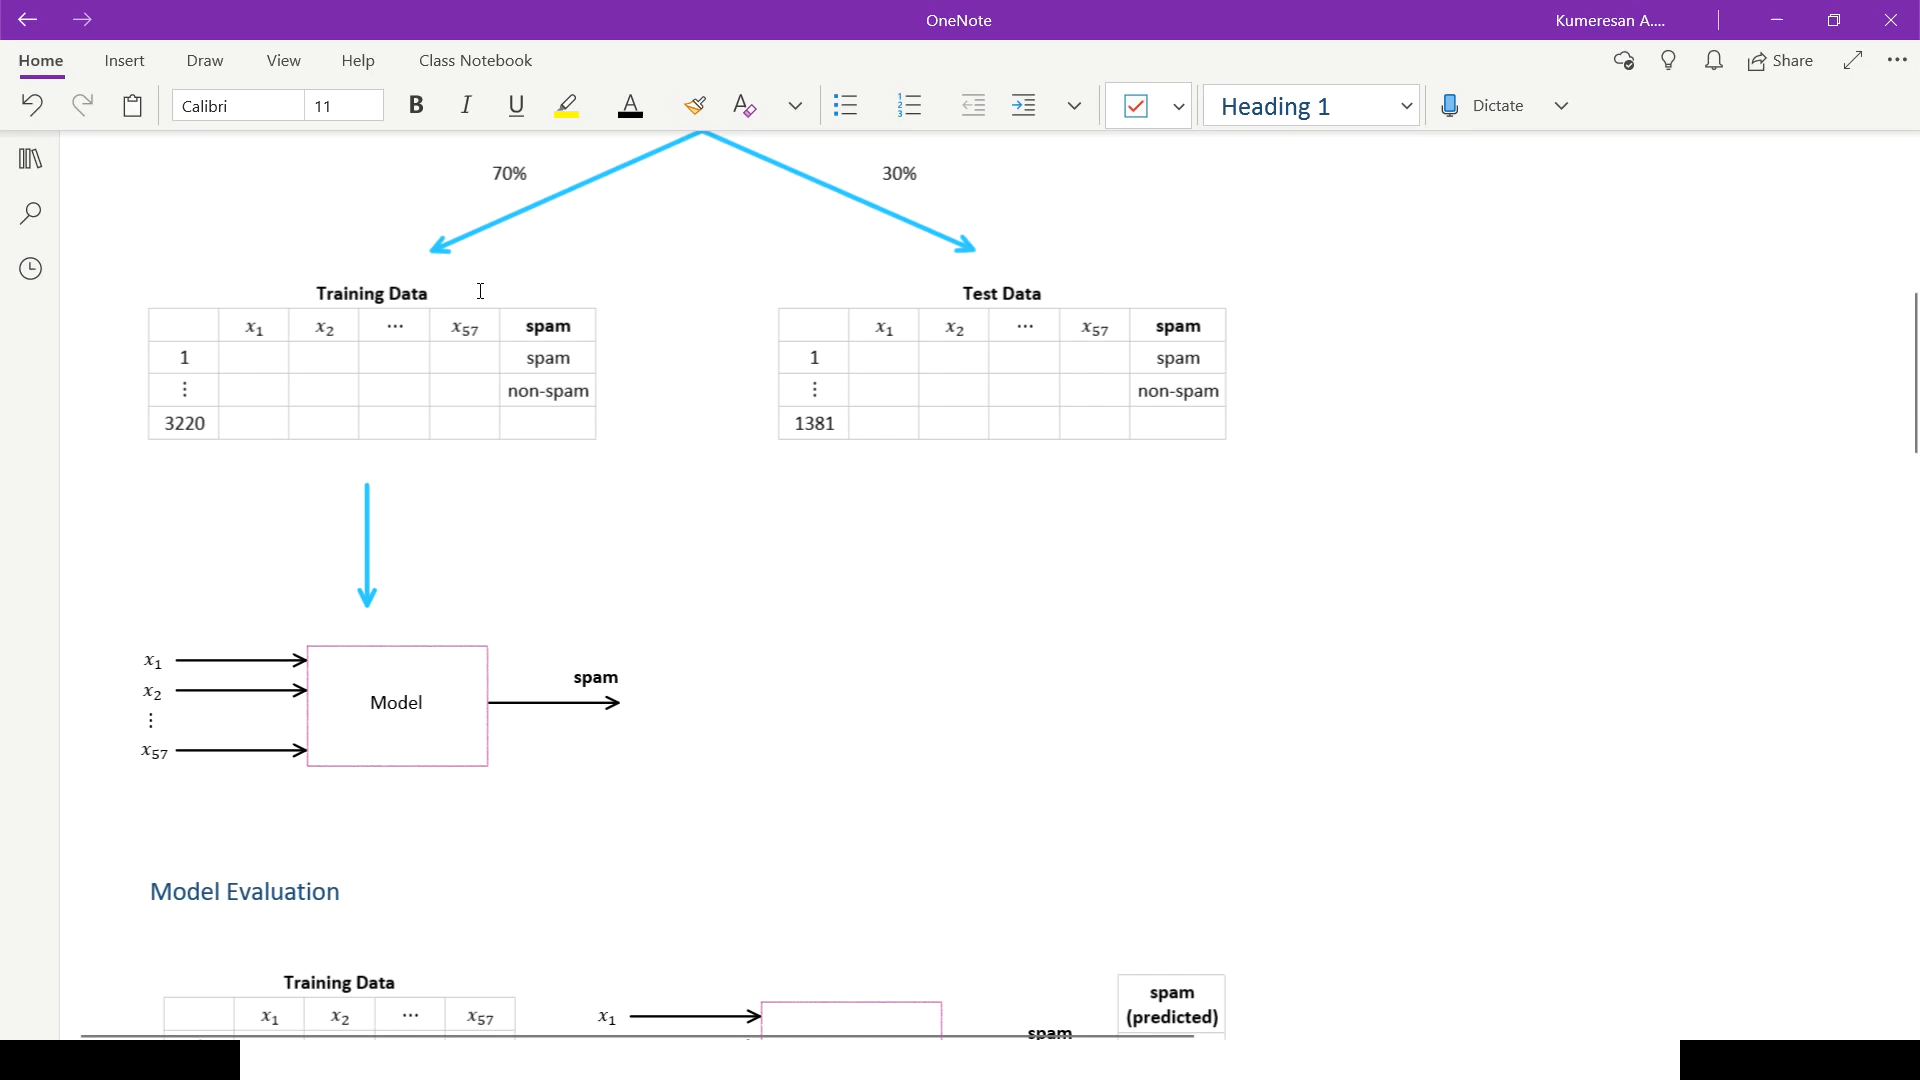 OneNote
Kumeresan A....
Home Insert Draw View Help Class Notebook
Share
Calibri 11 B I U A A Heading 1 Dictate
70% 30%
Training Data
x₁ x₂ ⋯ x₅₇ spam
1 spam
⋮ non-spam
3220
Test Data
x₁ x₂ ⋯ x₅₇ spam
1 spam
⋮ non-spam
1381
x₁
x₂
⋮
x₅₇
Model
spam
Model Evaluation
Training Data
x₁ x₂ ⋯ x₅₇
x₁
spam
spam
(predicted)